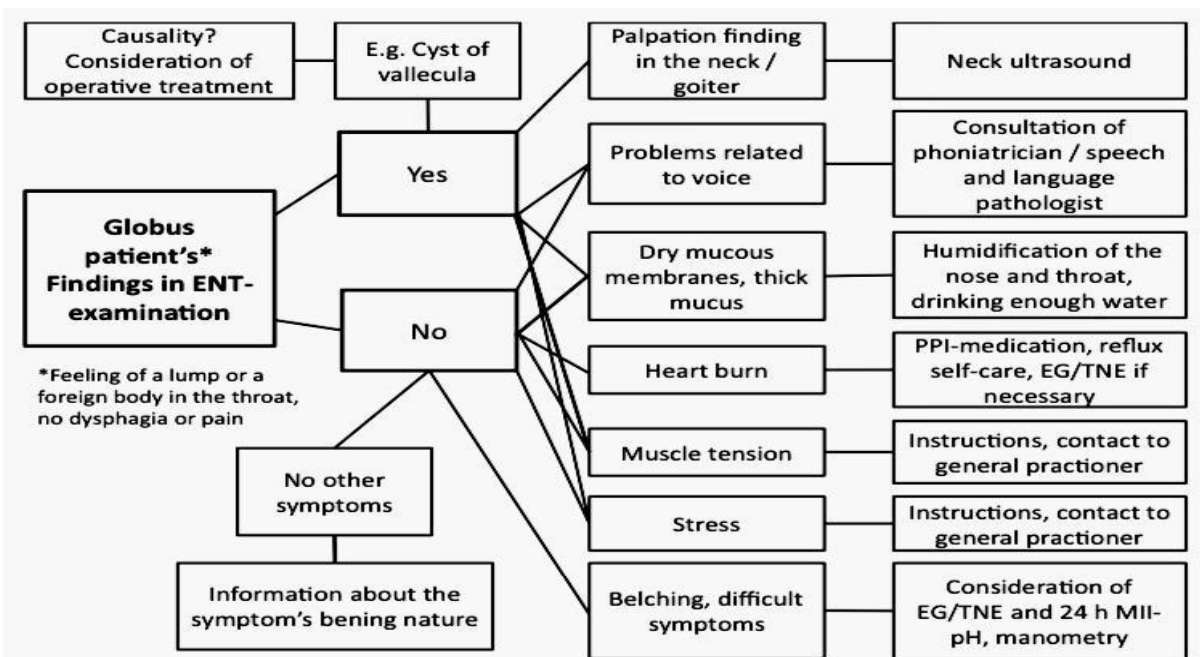 Causality?
Consideration of
operative treatment
E.g. Cyst of
vallecula
Yes
Globus
patient's*
Findings in ENT-
examination
No
*Feeling of a lump or a
foreign body in the throat,
no dysphagia or pain
No other
symptoms
Information about the
symptom's bening nature
Palpation finding
in the neck /
goiter
Neck ultrasound
Problems related
to voice
Consultation of
phoniatrician / speech
and language
pathologist
Dry mucous
membranes, thick
mucus
Humidification of the
nose and throat,
drinking enough water
Heart burn
PPI-medication, reflux
self-care, EG/TNE if
necessary
Muscle tension
Instructions, contact to
general practioner
Stress
Instructions, contact to
general practioner
Belching, difficult
symptoms
Consideration of
EG/TNE and 24 h MII-
pH, manometry